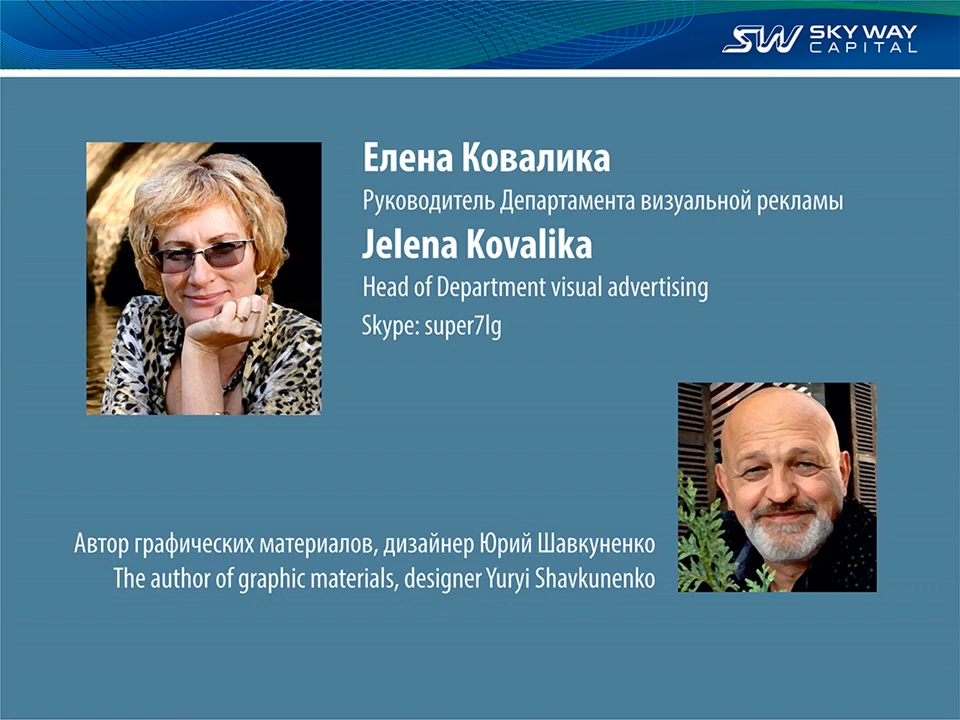 SW SKY WAY
CAPITAL
Елена Ковалика
Руководитель Департамента визуальной рекламы
Jelena Kovalika
Head of Department visual advertising
Skype: super7lg
Автор графических материалов, дизайнер Юрий Шавкуненко
The author of graphic materials, designer Yuryi Shavkunenko